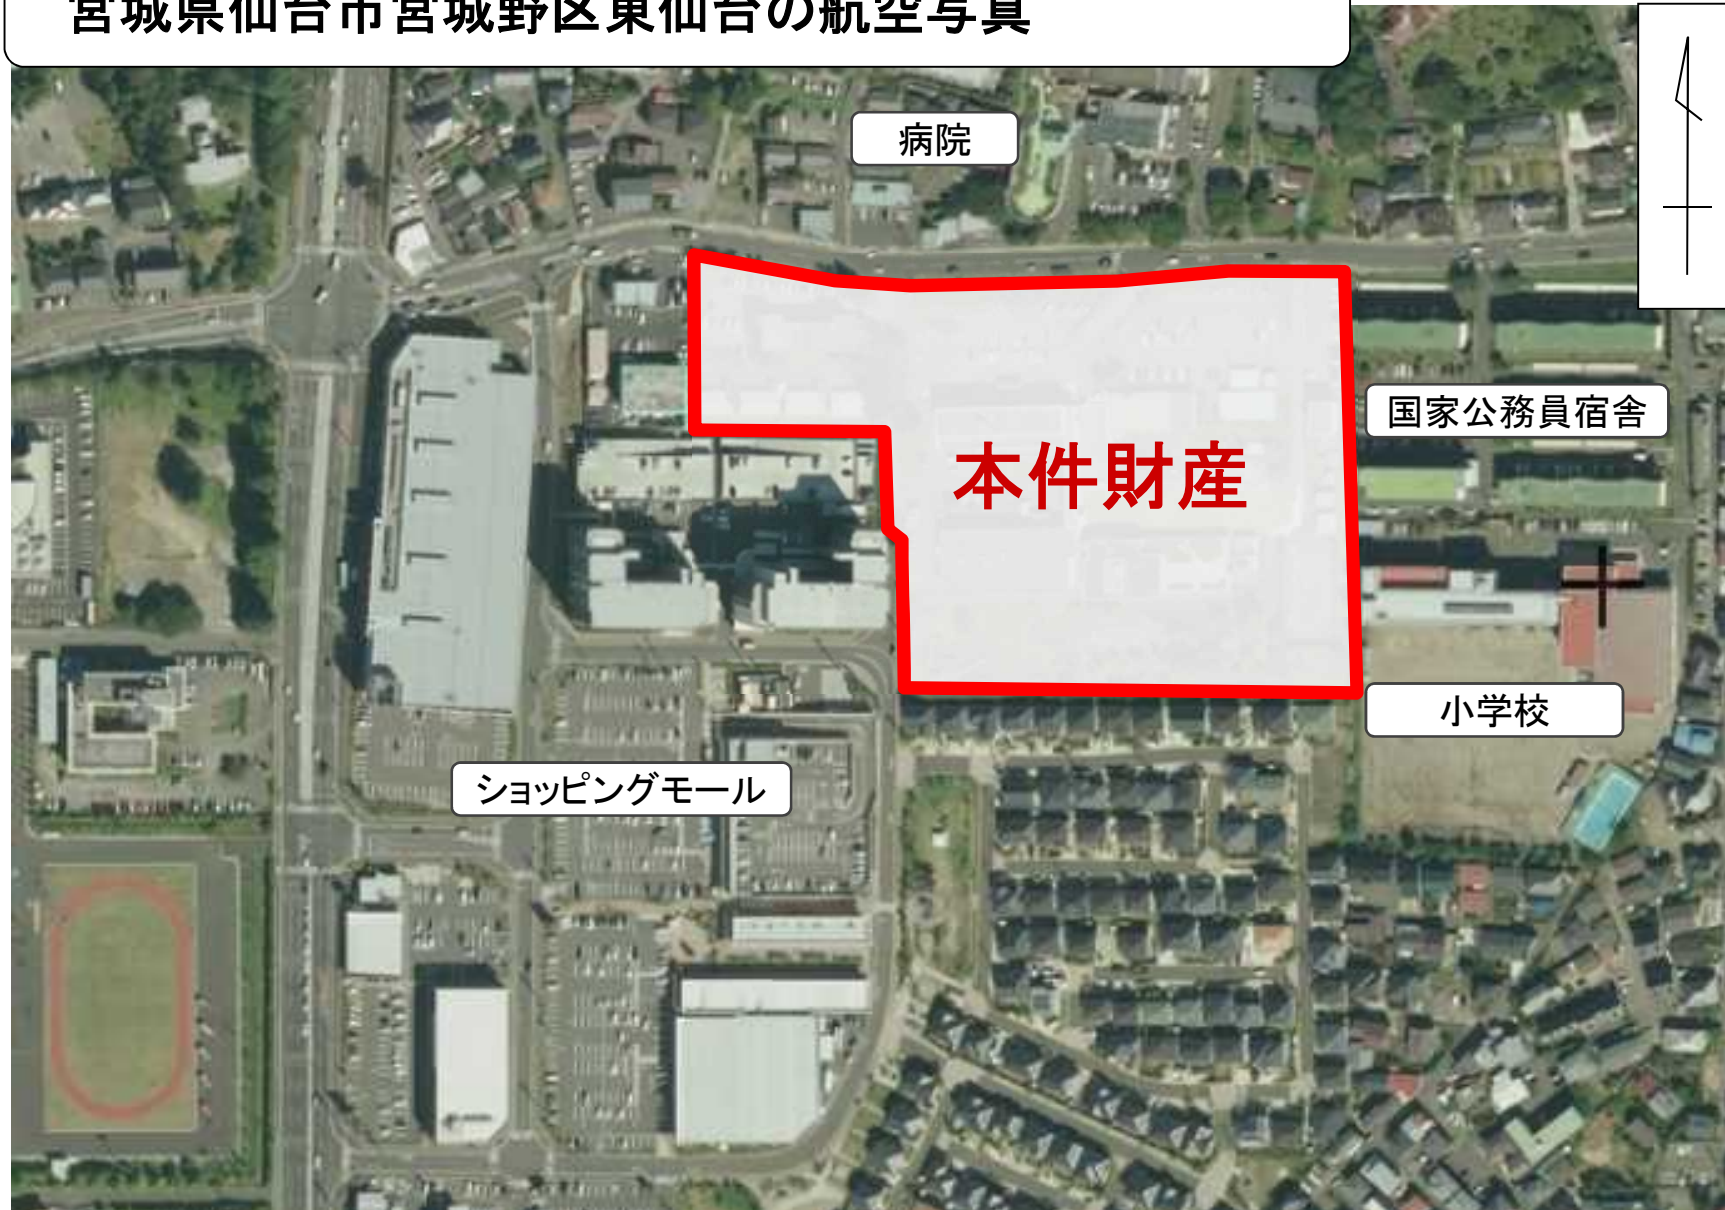 宮城県仙台市宮城野区東仙台の航空写真
病院
国家公務員宿舎
本件財産
小学校
ショッピングモール